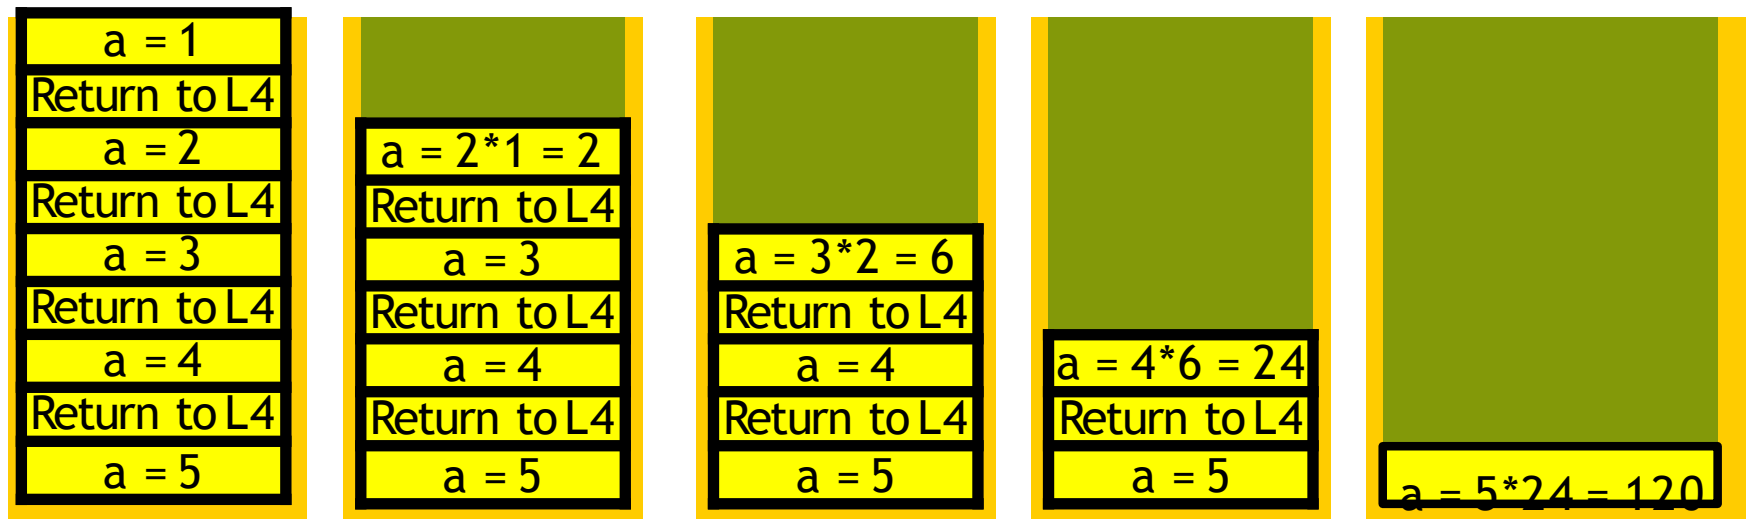 a = 1
Return to L4
a = 2
Return to L4
a = 3
Return to L4
a = 4
Return to L4
a = 5
a = 2*1 = 2
Return to L4
a = 3
Return to L4
a = 4
Return to L4
a = 5
a = 3*2 = 6
Return to L4
a = 4
Return to L4
a = 5
a = 4*6 = 24
Return to L4
a = 5
a = 5*24 = 120